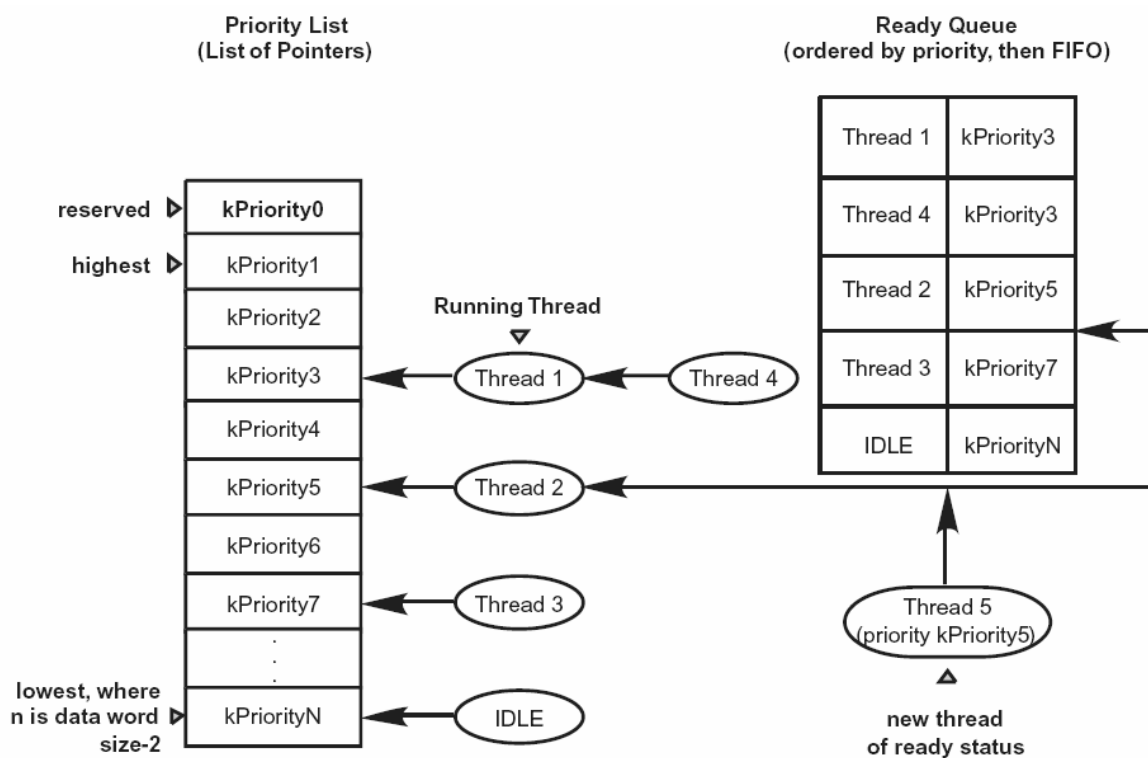 Priority List
(List of Pointers)
Ready Queue
(ordered by priority, then FIFO)
Thread 1 kPriority3
Thread 4 kPriority3
Thread 2 kPriority5
Thread 3 kPriority7
IDLE kPriorityN
reserved
highest
lowest, where
n is data word
size-2
kPriority0
kPriority1
kPriority2
kPriority3
kPriority4
kPriority5
kPriority6
kPriority7
.
.
.
kPriorityN
Running Thread
Thread 1
Thread 4
Thread 2
Thread 3
IDLE
Thread 5
(priority kPriority5)
new thread
of ready status